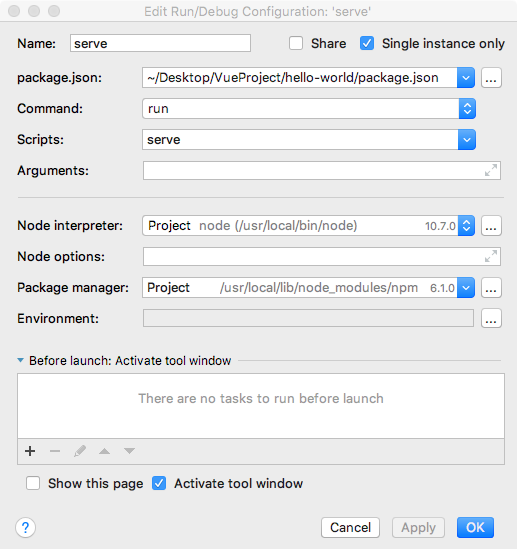 Edit Run/Debug Configuration: 'serve'
Name: serve Share Single instance only
package.json: ~/Desktop/VueProject/hello-world/package.json ...
Command: run
Scripts: serve
Arguments:
Node interpreter: Project node (/usr/local/bin/node) 10.7.0 ...
Node options:
Package manager: Project /usr/local/lib/node_modules/npm 6.1.0 ...
Environment: ...
Before launch: Activate tool window
There are no tasks to run before launch
Show this page Activate tool window
? Cancel Apply OK